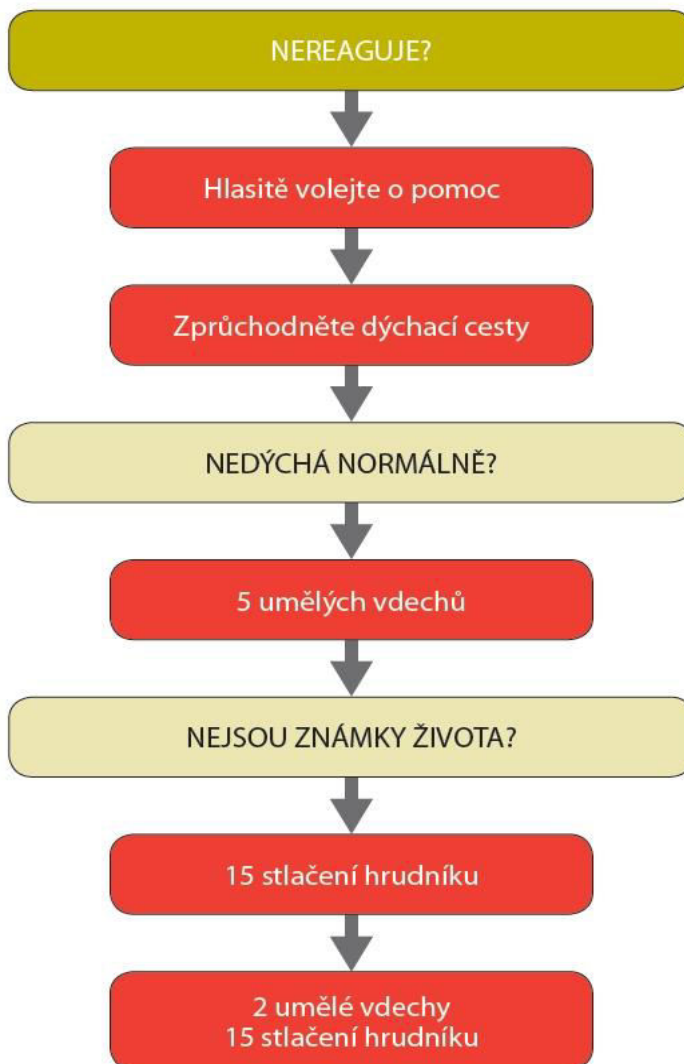 NEREAGUJE?
Hlasitě volejte o pomoc
Zprůchodněte dýchací cesty
NEDÝCHÁ NORMÁLNĚ?
5 umělých vdechů
NEJSOU ZNÁMKY ŽIVOTA?
15 stlačení hrudníku
2 umělé vdechy
15 stlačení hrudníku